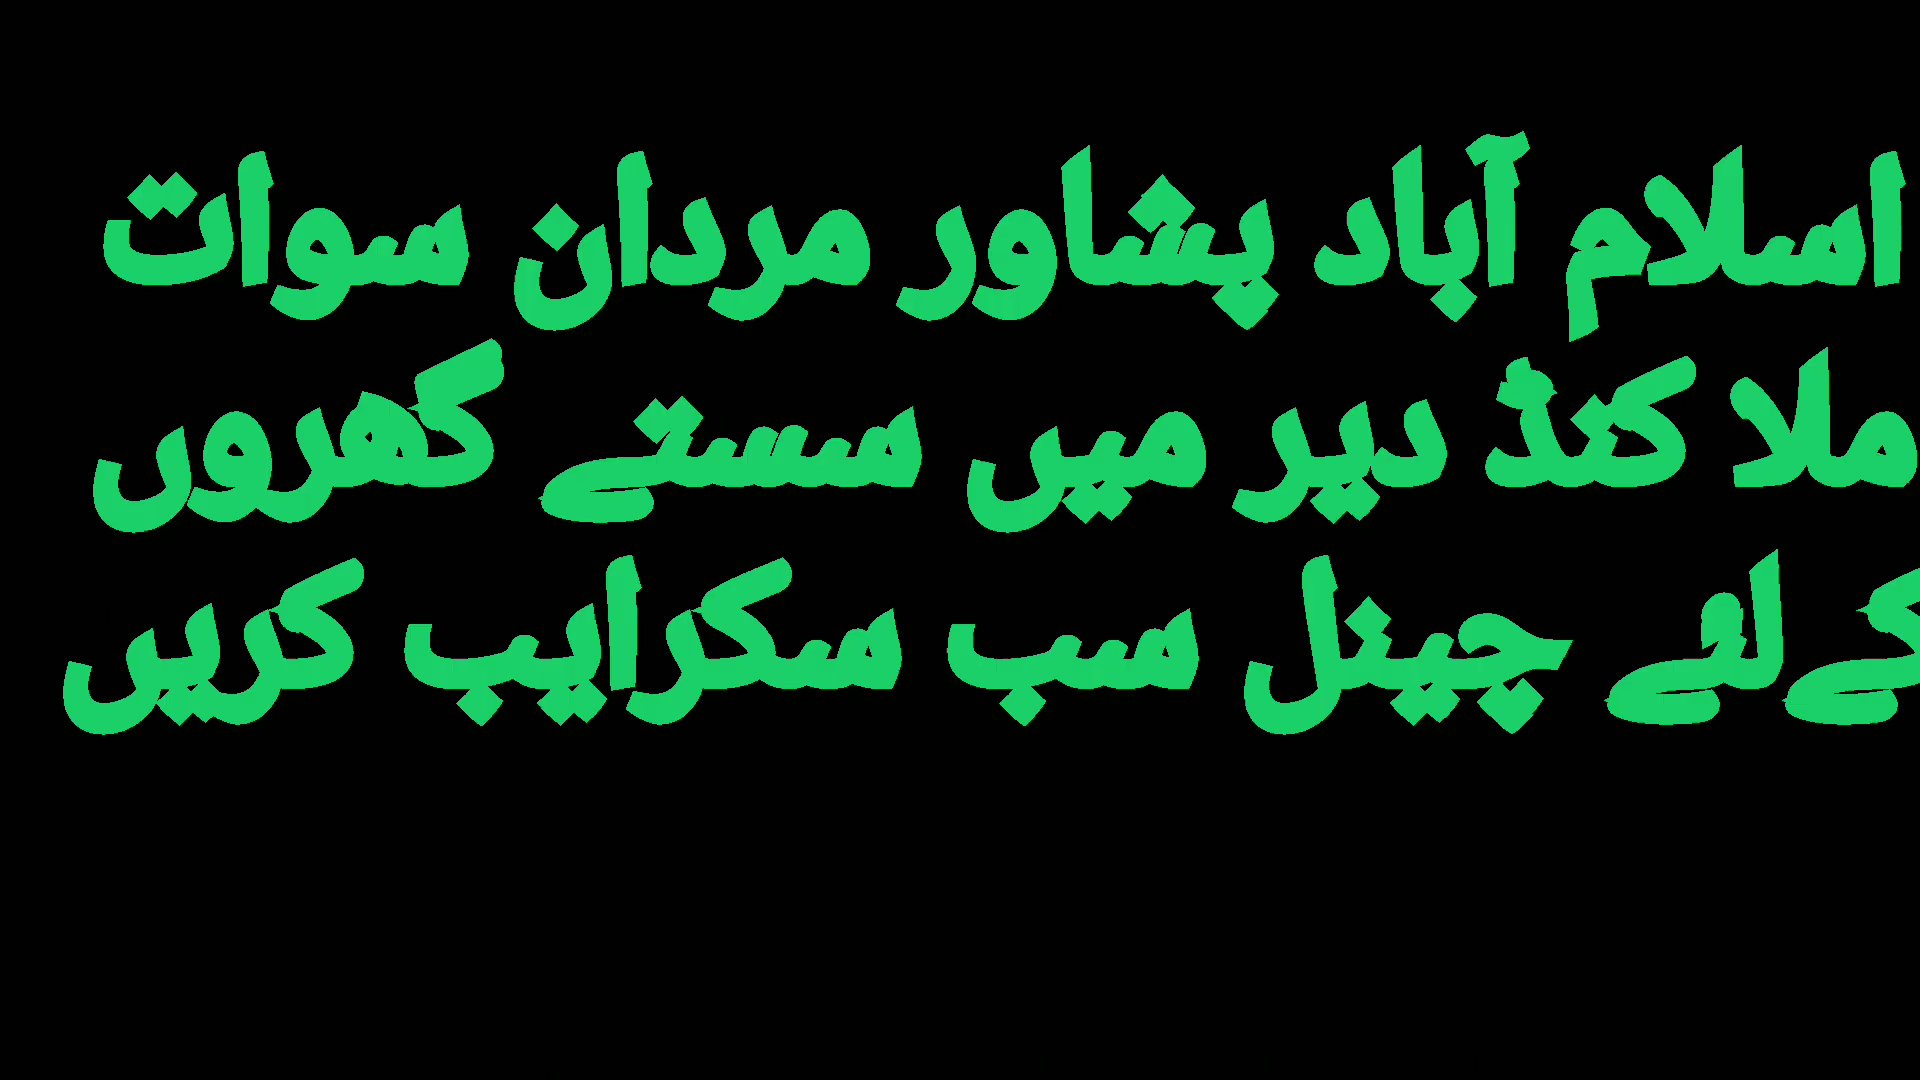 اسلام آباد پشاور مردان سوات
ملا کنڈ دیر میں سستے گھروں
کےلئے چینل سب سکرایب کریں